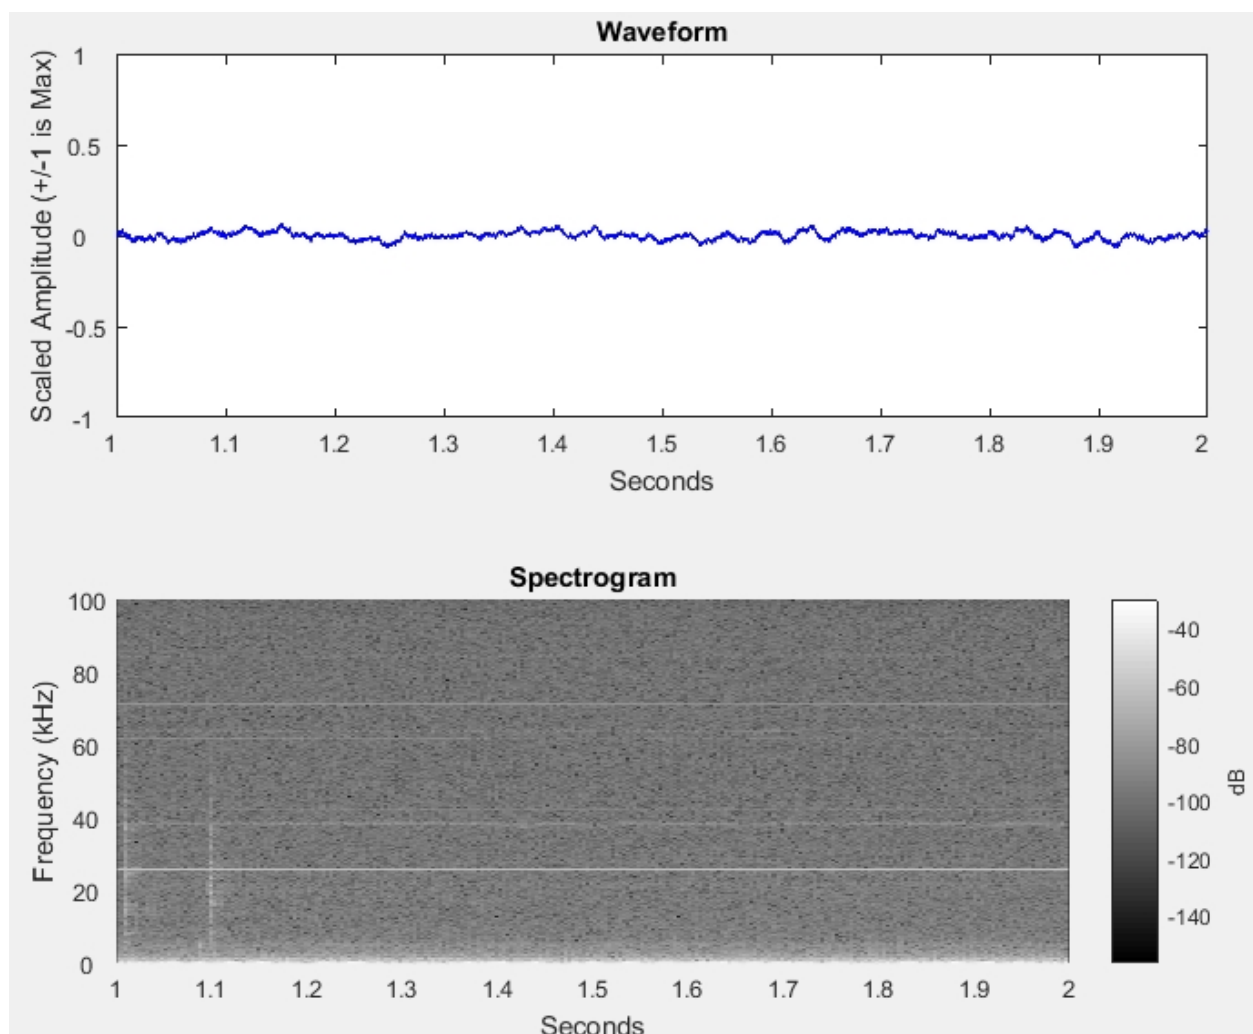 Waveform
Scaled Amplitude (+/-1 is Max)
1
0.5
0
-0.5
-1
1 1.1 1.2 1.3 1.4 1.5 1.6 1.7 1.8 1.9 2
Seconds
Spectrogram
Frequency (kHz)
100
80
60
40
20
0
1 1.1 1.2 1.3 1.4 1.5 1.6 1.7 1.8 1.9 2
Seconds
-40
-60
-80
-100
-120
-140
dB